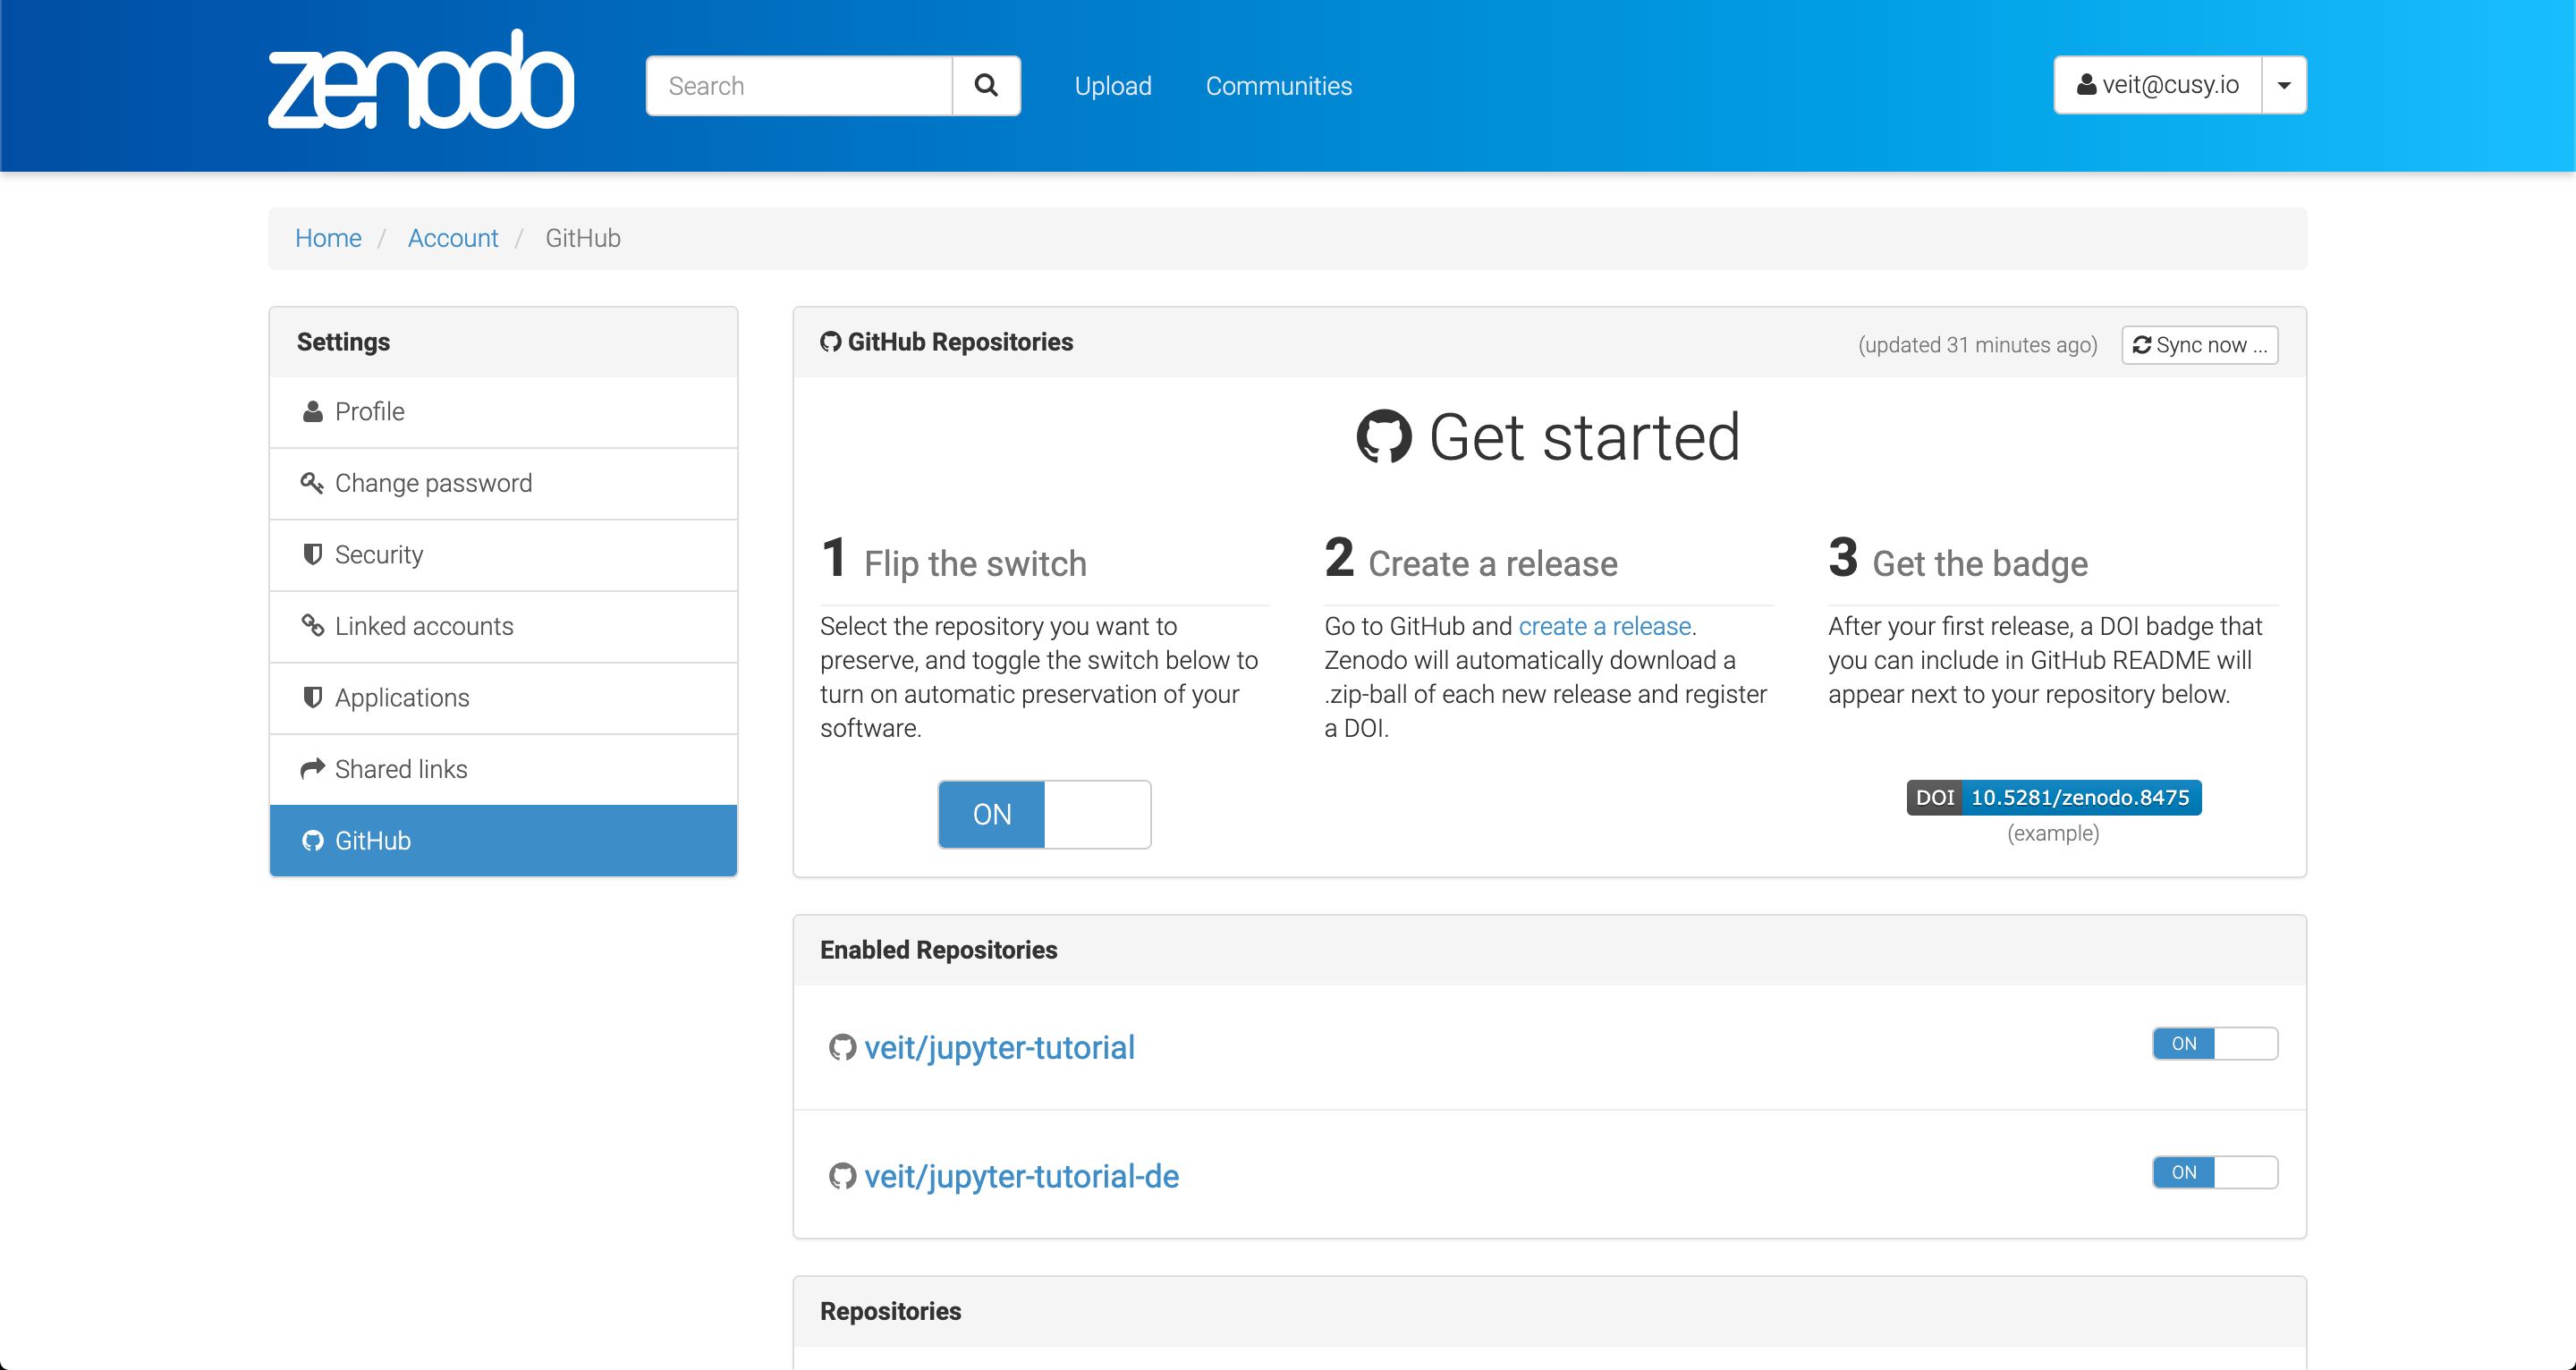 zenodo
Search
Upload
Communities
veit@cusy.io
Home / Account / GitHub
Settings
Profile
Change password
Security
Linked accounts
Applications
Shared links
GitHub
GitHub Repositories
(updated 31 minutes ago)
Sync now ...
Get started
1 Flip the switch
Select the repository you want to
preserve, and toggle the switch below to
turn on automatic preservation of your
software.
ON
2 Create a release
Go to GitHub and create a release.
Zenodo will automatically download a
.zip-ball of each new release and register
a DOI.
3 Get the badge
After your first release, a DOI badge that
you can include in GitHub README will
appear next to your repository below.
DOI 10.5281/zenodo.8475
(example)
Enabled Repositories
veit/jupyter-tutorial
ON
veit/jupyter-tutorial-de
ON
Repositories